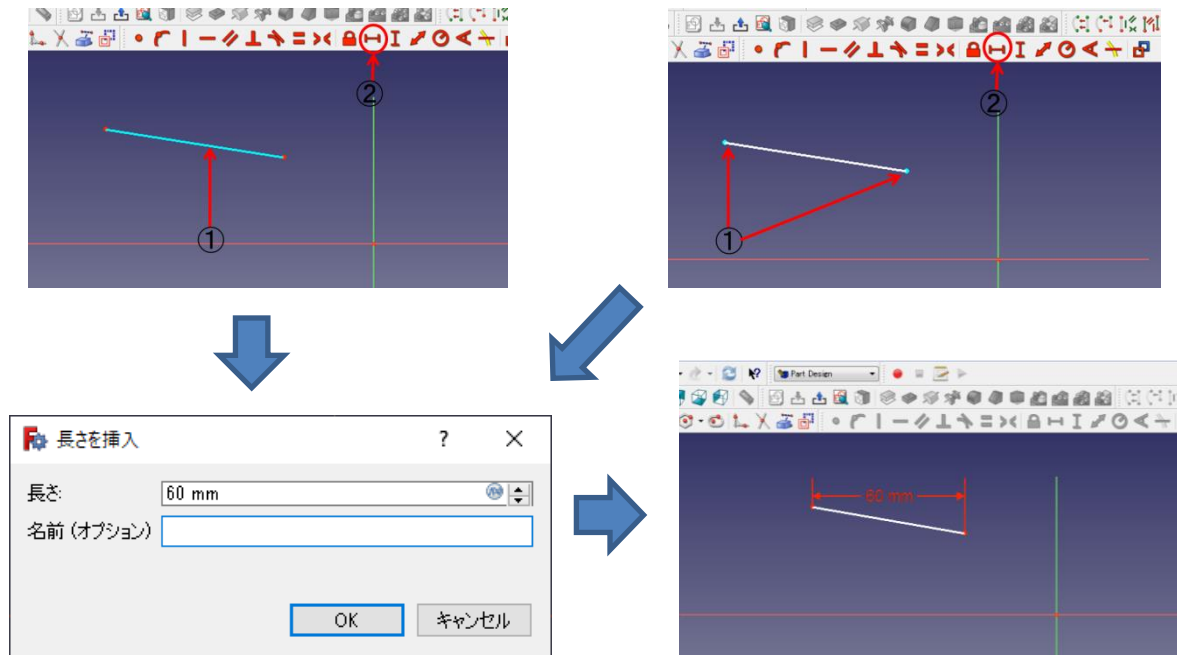 ②
①
②
①
長さを挿入
?
長さ:
60 mm
名前 (オプション)
OK
キャンセル
Part Design
60 mm